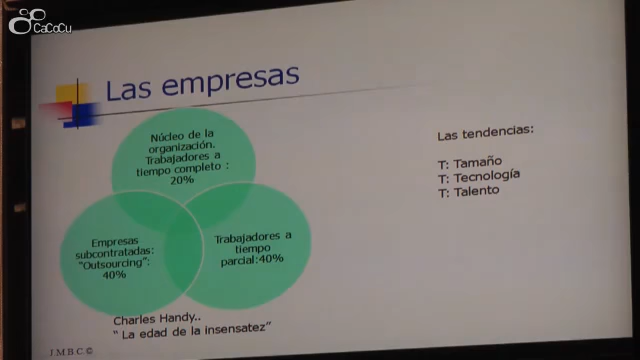 CaCoCu
Las empresas
Núcleo de la
organización.
Trabajadores a
tiempo completo :
20%
Empresas
subcontratadas:
"Outsourcing":
40%
Trabajadores a
tiempo
parcial:40%
Las tendencias:
T: Tamaño
T: Tecnología
T: Talento
Charles Handy..
" La edad de la insensatez"
JMBC©